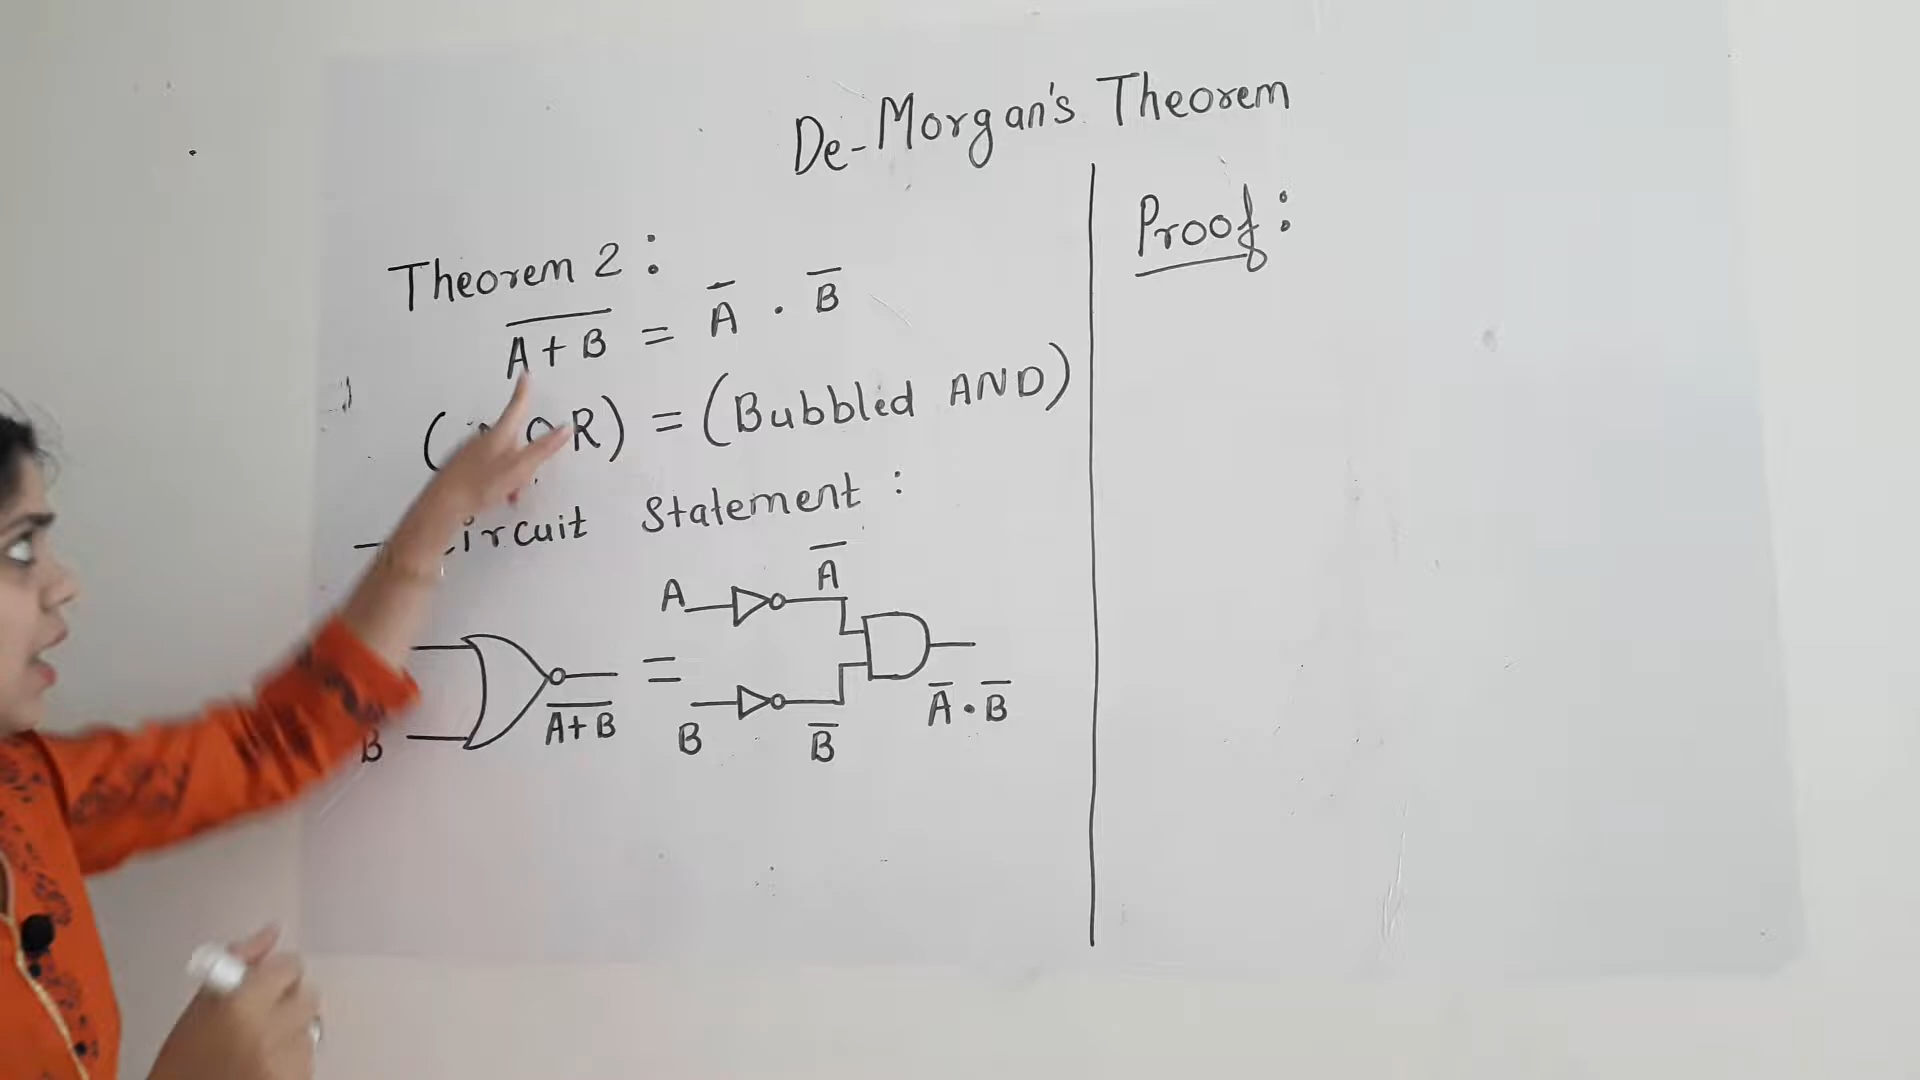 De-Morgan's Theorem
Theorem 2 :
A̅ ̅+̅ ̅B̅ = A̅ . B̅
R) = (Bubbled AND)
ircuit Statement :
A A̅
A̅+̅B̅ = A̅ . B̅
B B B̅
Proof :